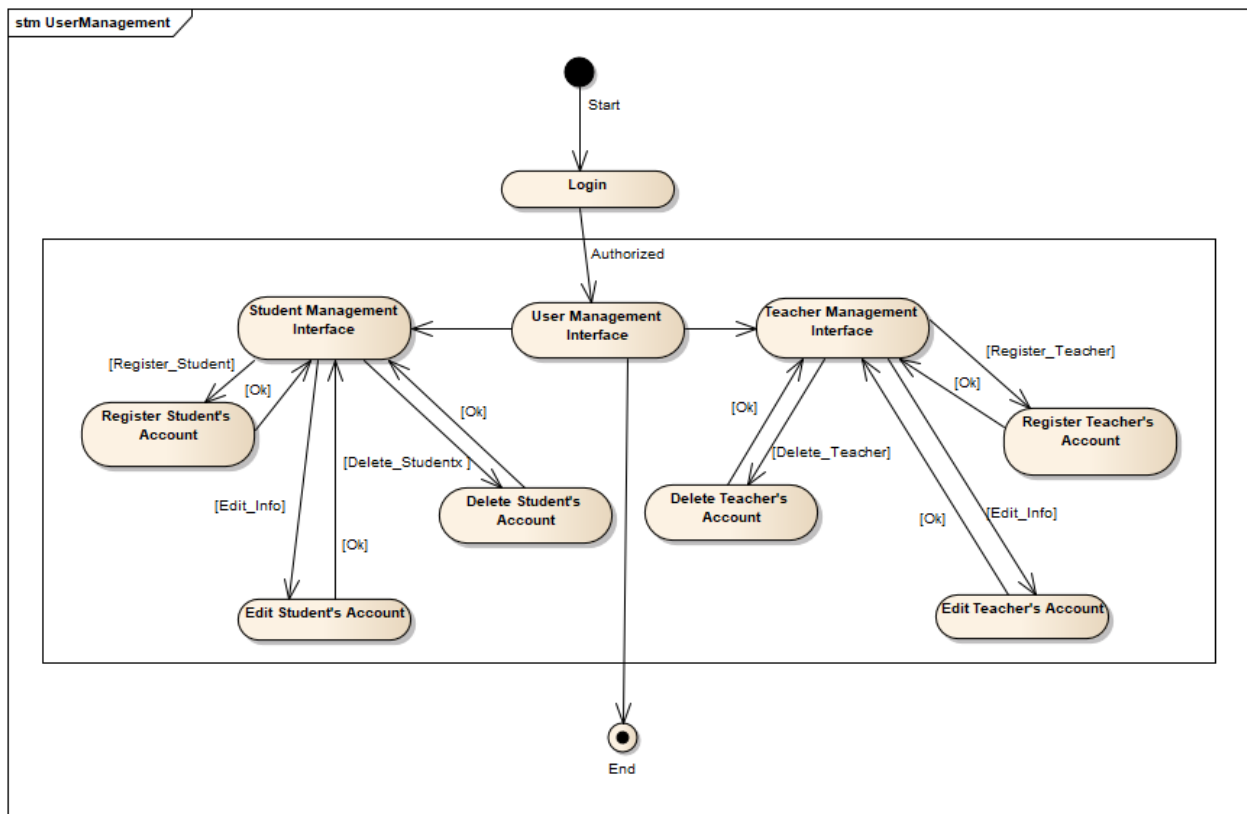 stm UserManagement
Start
Login
Authorized
Student Management
Interface
User Management
Interface
Teacher Management
Interface
[Register_Student]
[Ok]
[Register_Teacher]
[Ok]
Register Student's
Account
[Ok]
[Ok]
Register Teacher's
Account
[Delete_Studentx ]
[Delete_Teacher]
[Edit_Info]
Delete Student's
Account
Delete Teacher's
Account
[Ok]
[Edit_Info]
[Ok]
Edit Student's Account
Edit Teacher's Account
End